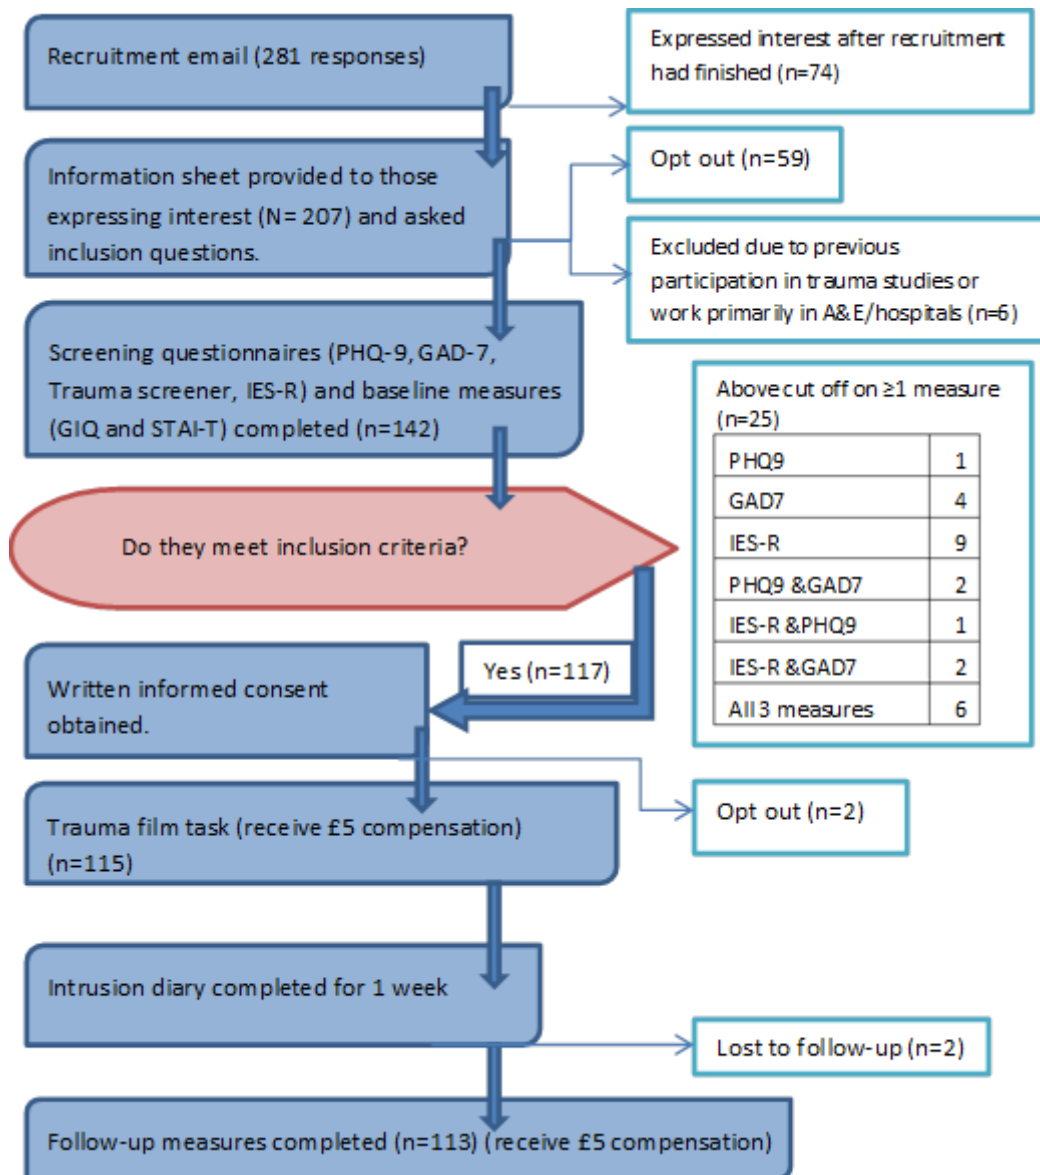 Recruitment email (281 responses)
Expressed interest after recruitment
had finished (n=74)
Information sheet provided to those
expressing interest (N= 207) and asked
inclusion questions.
Opt out (n=59)
Excluded due to previous
participation in trauma studies or
work primarily in A&E/hospitals (n=6)
Screening questionnaires (PHQ-9, GAD-7,
Trauma screener, IES-R) and baseline measures
(GIQ and STAI-T) completed (n=142)
Above cut off on ≥1 measure
(n=25)
PHQ9 1
GAD7 4
IES-R 9
PHQ9 &GAD7 2
IES-R &PHQ9 1
IES-R &GAD7 2
All 3 measures 6
Do they meet inclusion criteria?
Yes (n=117)
Written informed consent
obtained.
Opt out (n=2)
Trauma film task (receive £5 compensation)
(n=115)
Intrusion diary completed for 1 week
Lost to follow-up (n=2)
Follow-up measures completed (n=113) (receive £5 compensation)